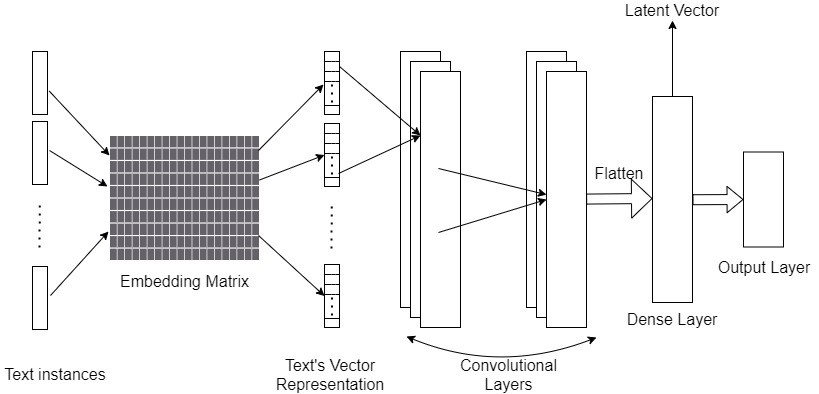 Latent Vector
Flatten
Embedding Matrix
Output Layer
Dense Layer
Text instances
Text's Vector
Representation
Convolutional
Layers